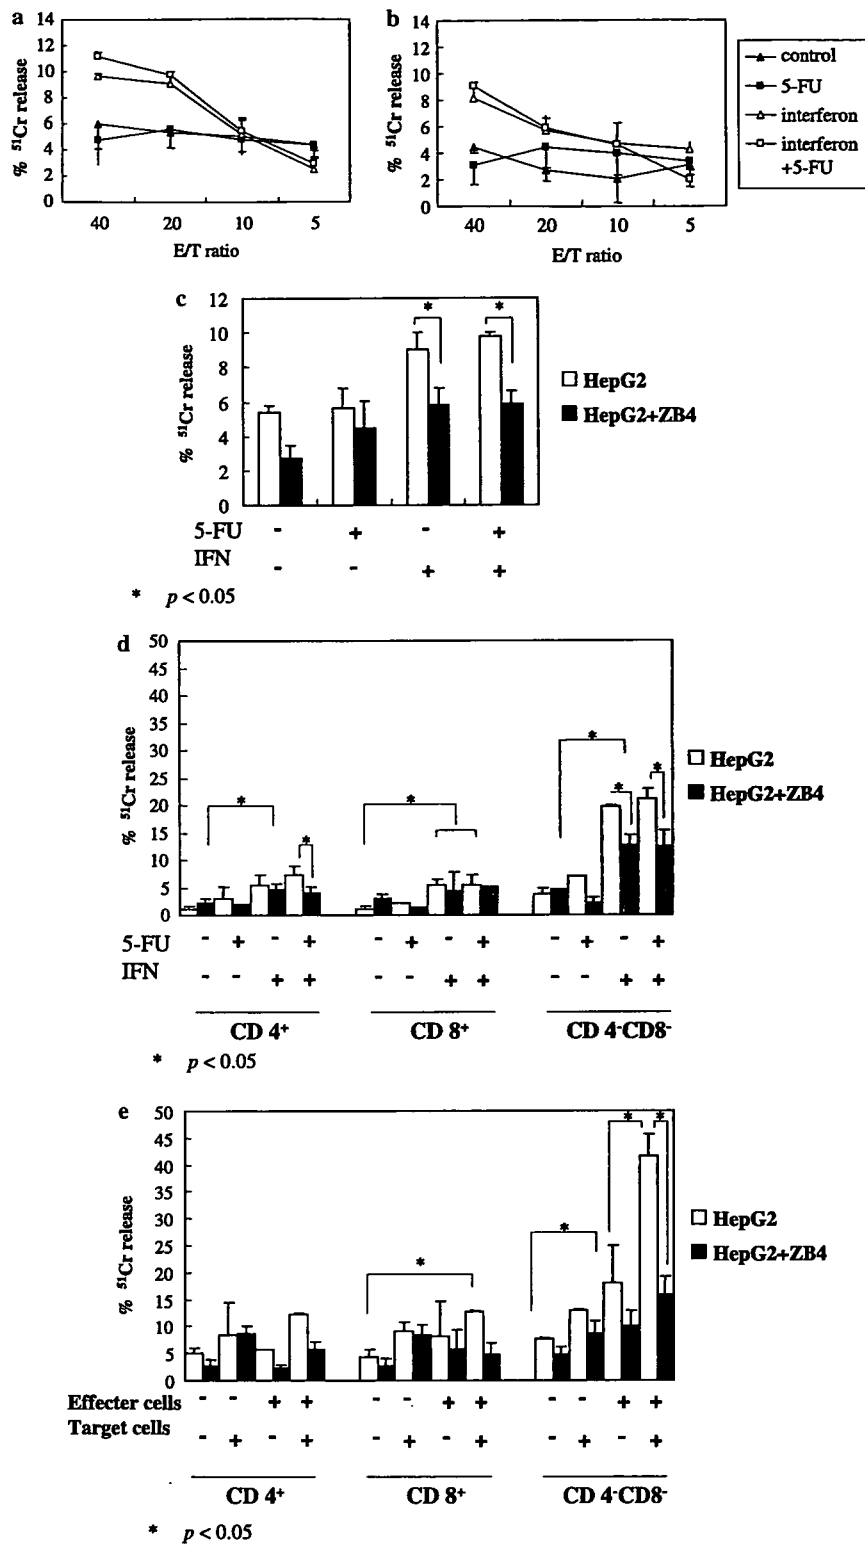 a
14
12
10
8
6
4
2
0
% ⁵¹Cr release
40 20 10 5
E/T ratio
b
14
12
10
8
6
4
2
0
% ⁵¹Cr release
40 20 10 5
E/T ratio
control
5-FU
interferon
interferon
+5-FU
c
12
10
8
6
4
2
0
% ⁵¹Cr release
* *
HepG2
HepG2+ZB4
5-FU - + - +
IFN - - + +
* p < 0.05
d
50
45
40
35
30
25
20
15
10
5
0
% ⁵¹Cr release
* * * * * *
HepG2
HepG2+ZB4
5-FU - + - + - + - + - + - +
IFN - - + + - - + + - - + +
CD 4⁺ CD 8⁺ CD 4⁻CD8⁻
* p < 0.05
e
50
45
40
35
30
25
20
15
10
5
0
% ⁵¹Cr release
* * * *
HepG2
HepG2+ZB4
Effecter cells - - + + - - + + - - + +
Target cells - + - + - + - + - + - +
CD 4⁺ CD 8⁺ CD 4⁻CD8⁻
* p < 0.05